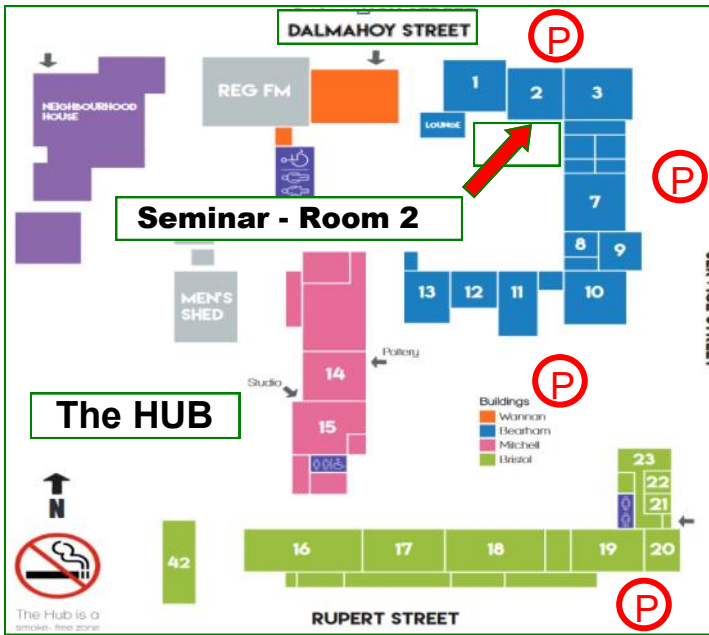 DALMAHOY STREET
P
NEIGHBOURHOOD
HOUSE
REG FM
1
2
3
LOUNGE
P
Seminar - Room 2
7
8
9
MEN'S
SHED
13
12
11
10
14
Pottery
Studio
P
The HUB
15
Buildings
Wannan
Bearham
Mitchell
Bristol
N
23
22
21
42
16
17
18
19
20
The Hub is a
smoke-free zone
RUPERT STREET
P